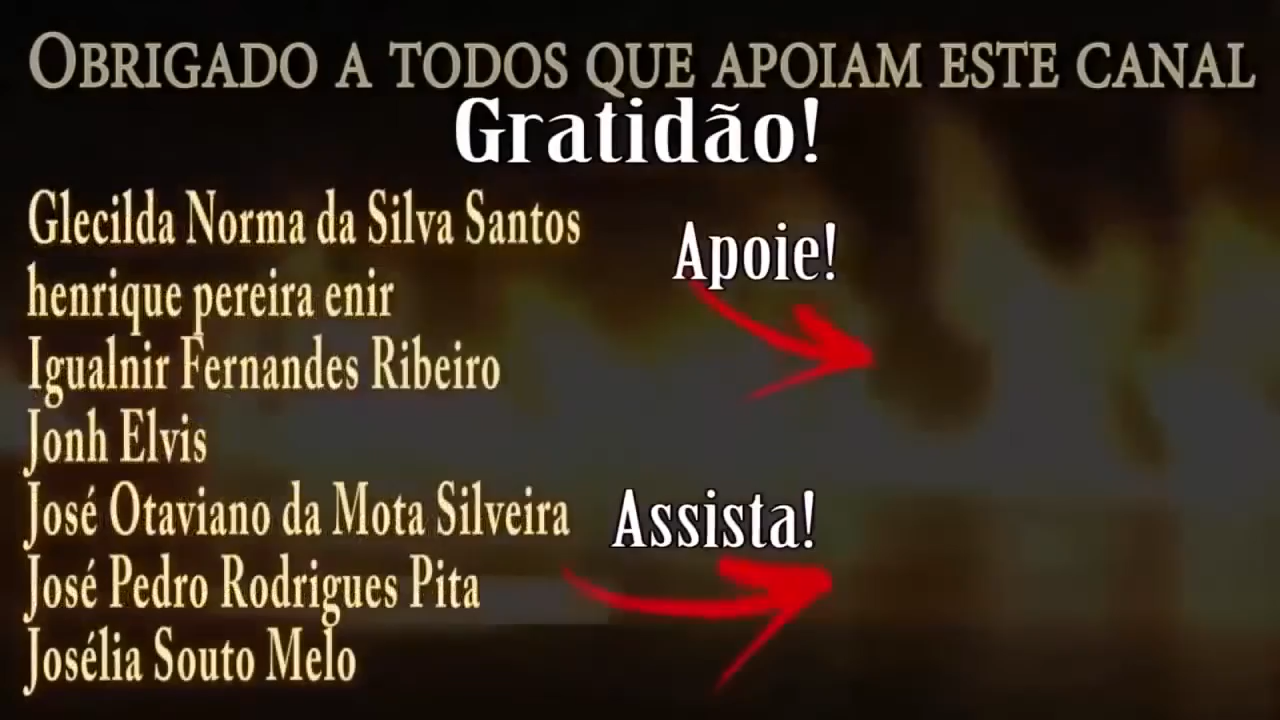 OBRIGADO A TODOS QUE APOIAM ESTE CANAL
Gratidão!
Glecilda Norma da Silva Santos
henrique pereira enir
Igualnir Fernandes Ribeiro
Jonh Elvis
José Otaviano da Mota Silveira
José Pedro Rodrigues Pita
Josélia Souto Melo
Apoie!
Assista!